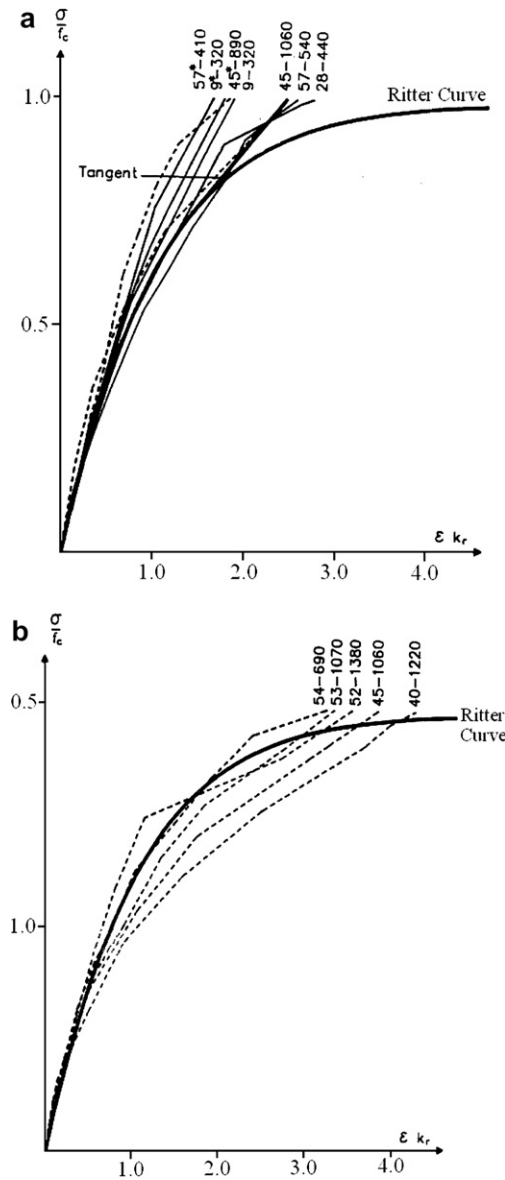 a
σ
f_c
57*-410
9*-320
45*-890
9-320
45-1060
57-540
28-440
1.0
Ritter Curve
Tangent
0.5
ε k_r
1.0
2.0
3.0
4.0
b
σ
f_c
54-690
53-1070
52-1380
45-1060
40-1220
0.5
Ritter
Curve
1.0
ε k_r
1.0
2.0
3.0
4.0